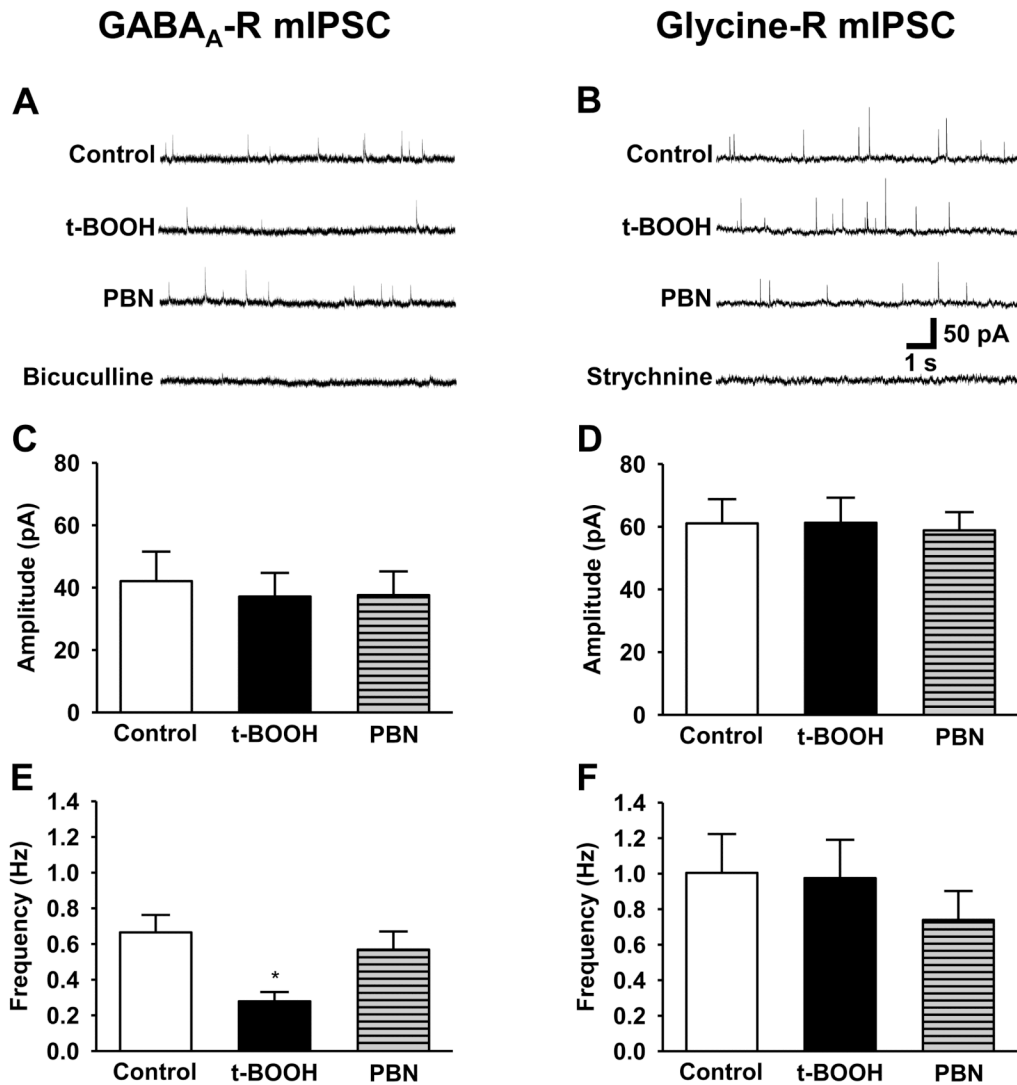 GABAA-R mIPSC
Glycine-R mIPSC
A
Control
t-BOOH
PBN
Bicuculline
B
Control
t-BOOH
PBN
50 pA
1 s
Strychnine
C
Amplitude (pA)
80
60
40
20
0
Control t-BOOH PBN
D
Amplitude (pA)
80
60
40
20
0
Control t-BOOH PBN
E
Frequency (Hz)
1.4
1.2
1.0
0.8
0.6
0.4
0.2
0.0
*
Control t-BOOH PBN
F
Frequency (Hz)
1.4
1.2
1.0
0.8
0.6
0.4
0.2
0.0
Control t-BOOH PBN